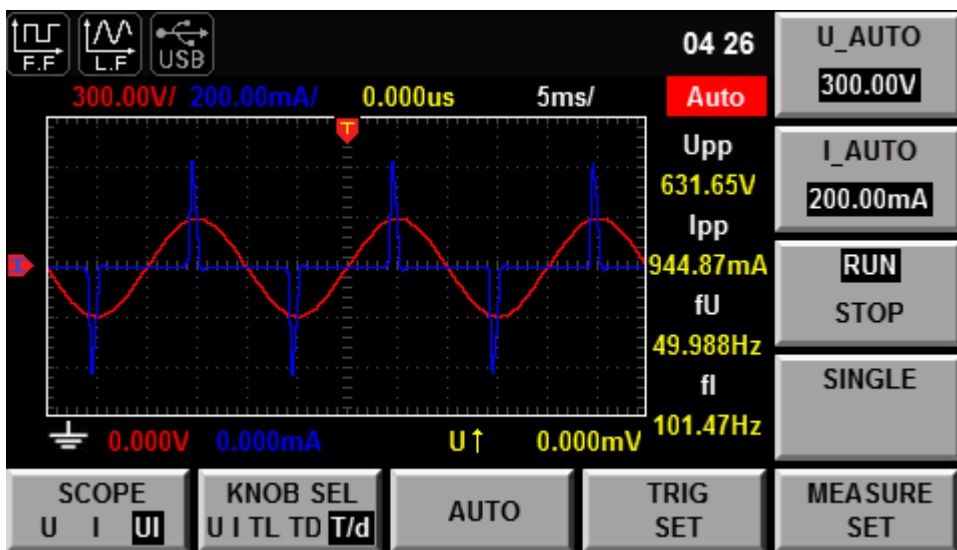 F.F L.F USB 04 26
300.00V/ 200.00mA/ 0.000us 5ms/ Auto
T
I
Upp
631.65V
Ipp
944.87mA
fU
49.988Hz
fI
101.47Hz
0.000V 0.000mA U↑ 0.000mV
U_AUTO
300.00V
I_AUTO
200.00mA
RUN
STOP
SINGLE
SCOPE
U I UI
KNOB SEL
U I TL TD T/d
AUTO
TRIG
SET
MEASURE
SET